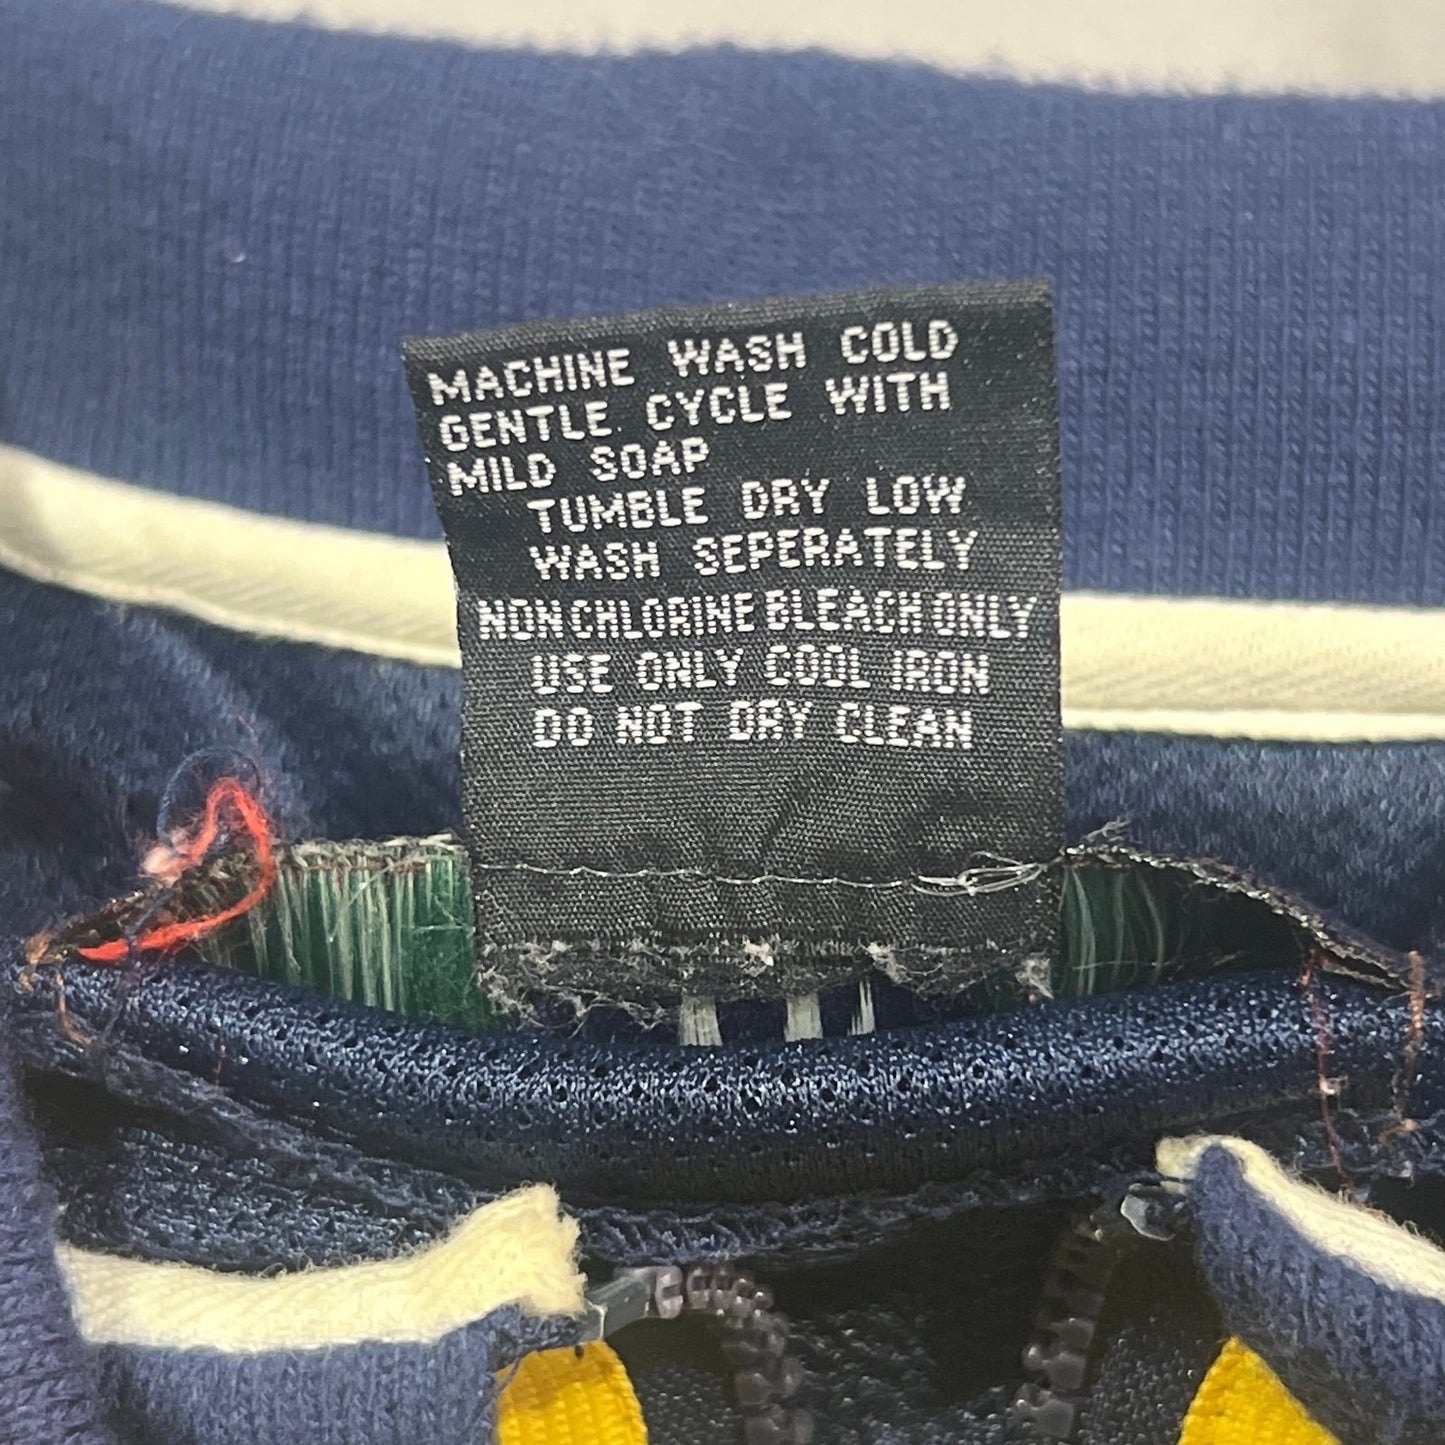 MACHINE WASH COLD
GENTLE CYCLE WITH
MILD SOAP
TUMBLE DRY LOW
WASH SEPERATELY
NON CHLORINE BLEACH ONLY
USE ONLY COOL IRON
DO NOT DRY CLEAN